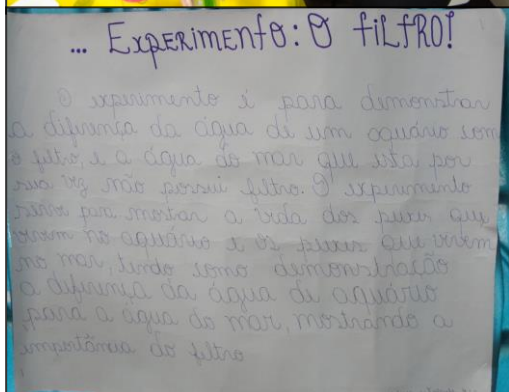 ... Experimento: O filtro!
O experimento é para demonstrar
a diferença da água de um aquário com
o filtro, e a água do mar que esta por
sua vez não possui filtro. O experimento
serve para mostrar a vida dos peixes que
vivem no aquário e os peixes que vivem
no mar, tendo como demonstração
a diferença da água de aquário
para a água do mar, mostrando a
importância do filtro